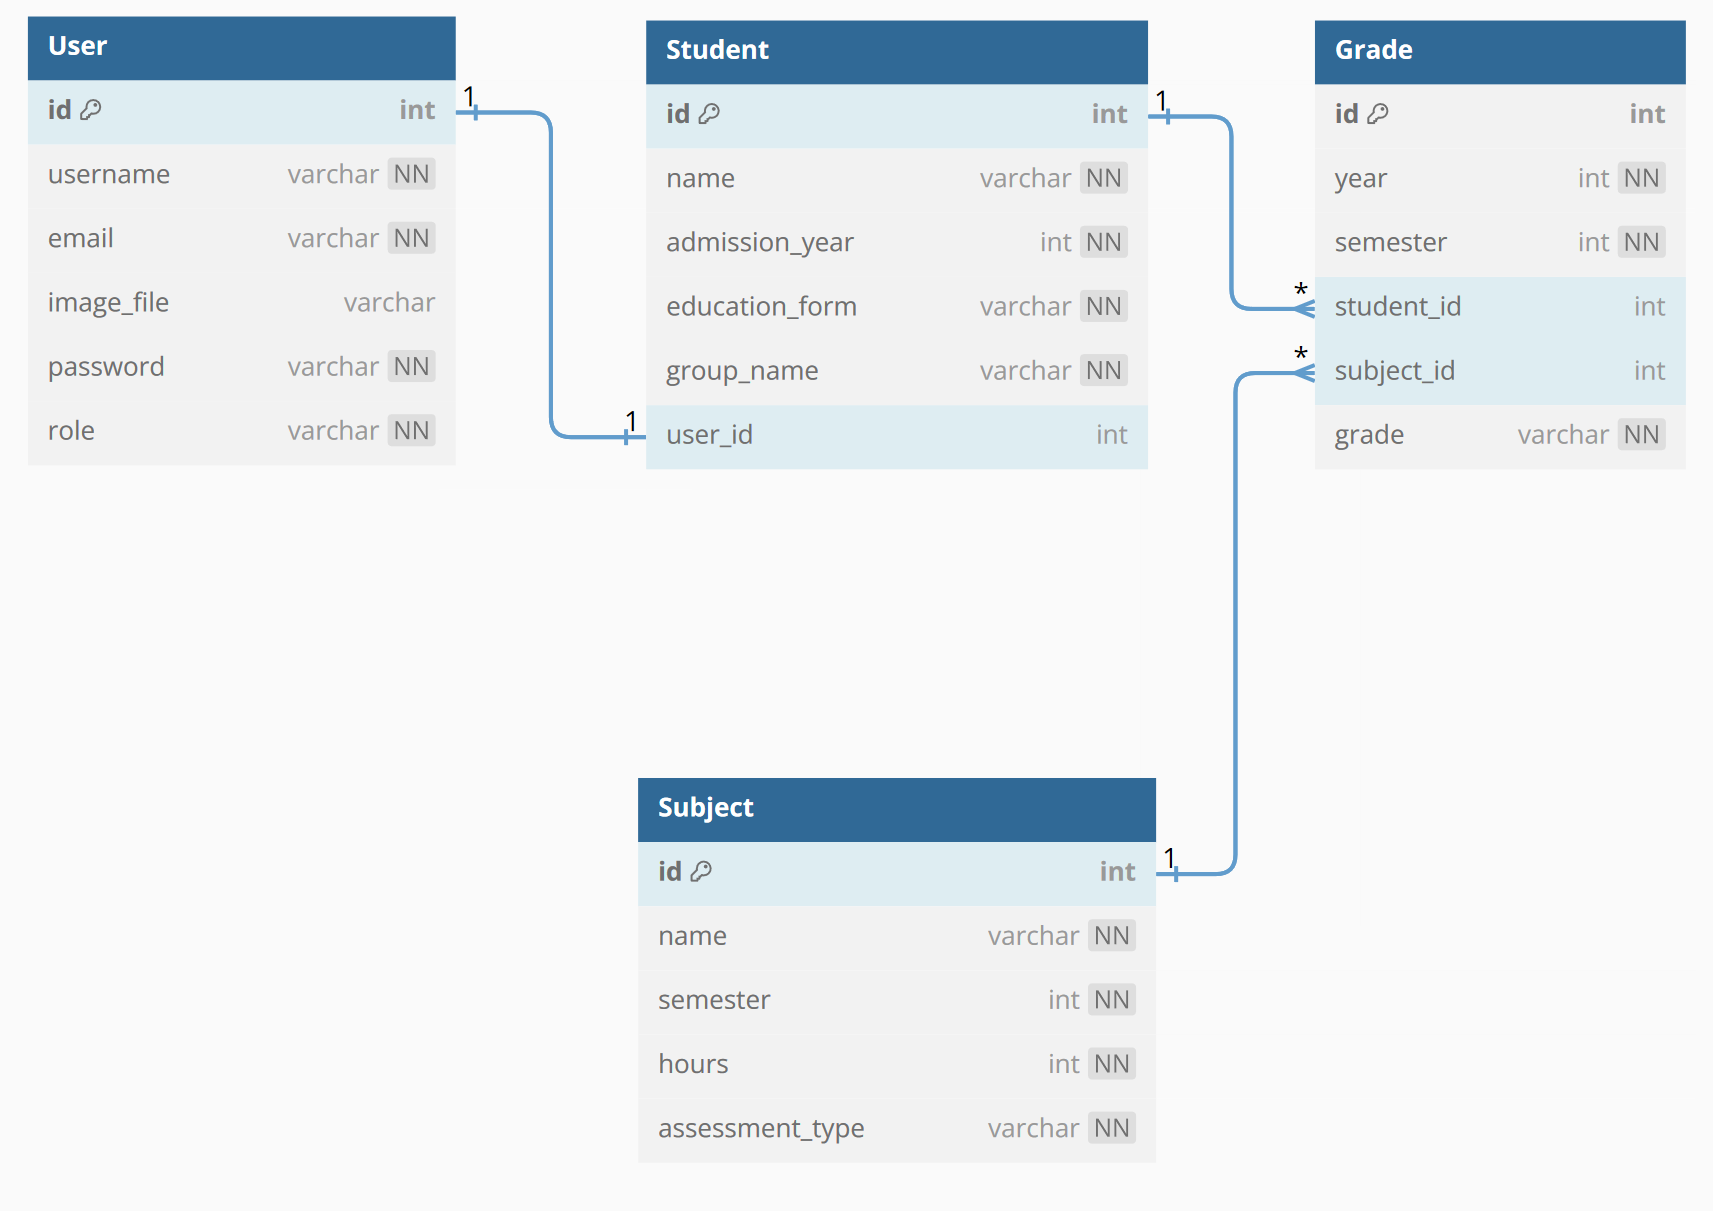 User
id int
username varchar NN
email varchar NN
image_file varchar
password varchar NN
role varchar NN
1
1
Student
id int
name varchar NN
admission_year int NN
education_form varchar NN
group_name varchar NN
user_id int
1
*
*
Grade
id int
year int NN
semester int NN
student_id int
subject_id int
grade varchar NN
Subject
id int
name varchar NN
semester int NN
hours int NN
assessment_type varchar NN
1